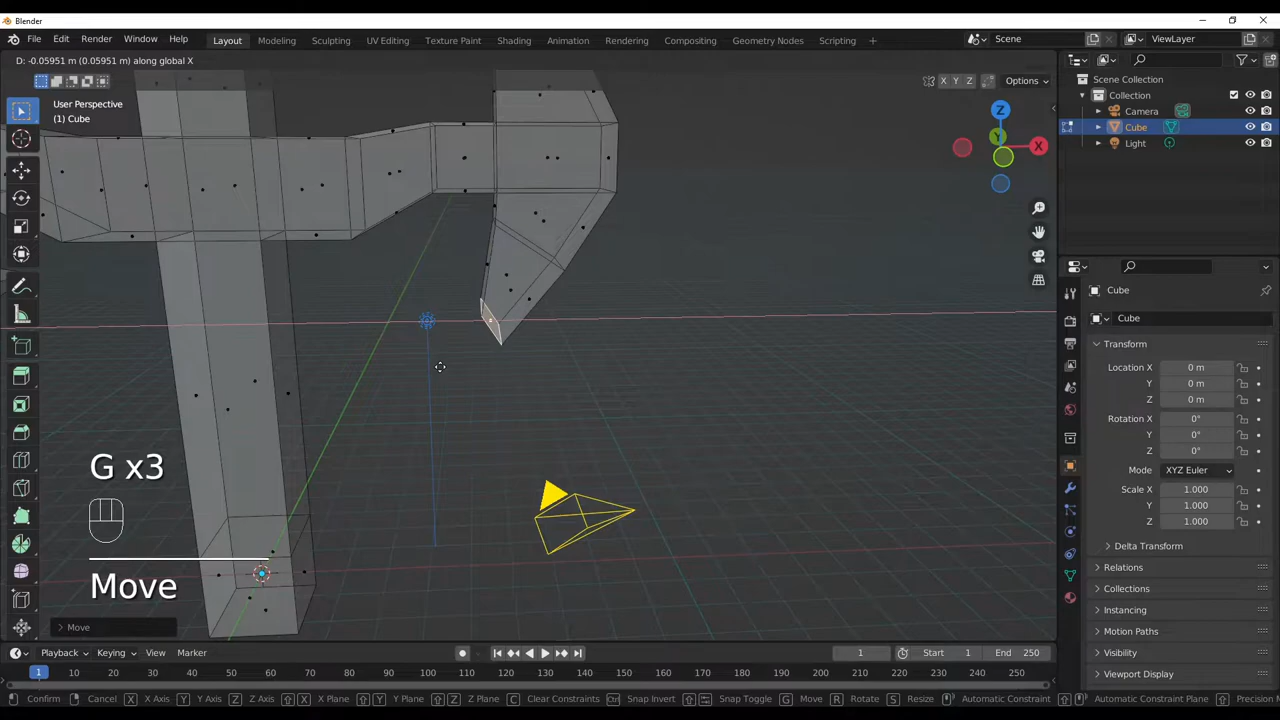 Blender
File Edit Render Window Help
Layout Modeling Sculpting UV Editing Texture Paint Shading Animation Rendering Compositing Geometry Nodes Scripting
Scene ViewLayer
D: -0.05951 m (0.05951 m) along global X
X Y Z Options
User Perspective
(1) Cube
Z
Y
X
Scene Collection
Collection
Camera
Cube
Light
Cube
Cube
Transform
Location X 0 m
Y 0 m
Z 0 m
Rotation X 0°
Y 0°
Z 0°
Mode XYZ Euler
Scale X 1.000
Y 1.000
Z 1.000
Delta Transform
Relations
Collections
Instancing
Motion Paths
Visibility
Viewport Display
G x3
Move
Move
Playback Keying View Marker
1 Start 1 End 250
1 10 20 30 40 50 60 70 80 90 100 110 120 130 140 150 160 170 180 190 200 210 220 230 240 250
Confirm Cancel X X Axis Y Y Axis Z Z Axis X X Plane Y Y Plane Z Z Plane C Clear Constraints Ctrl Snap Invert Snap Toggle G Move R Rotate S Resize Automatic Constraint Automatic Constraint Plane Precision M